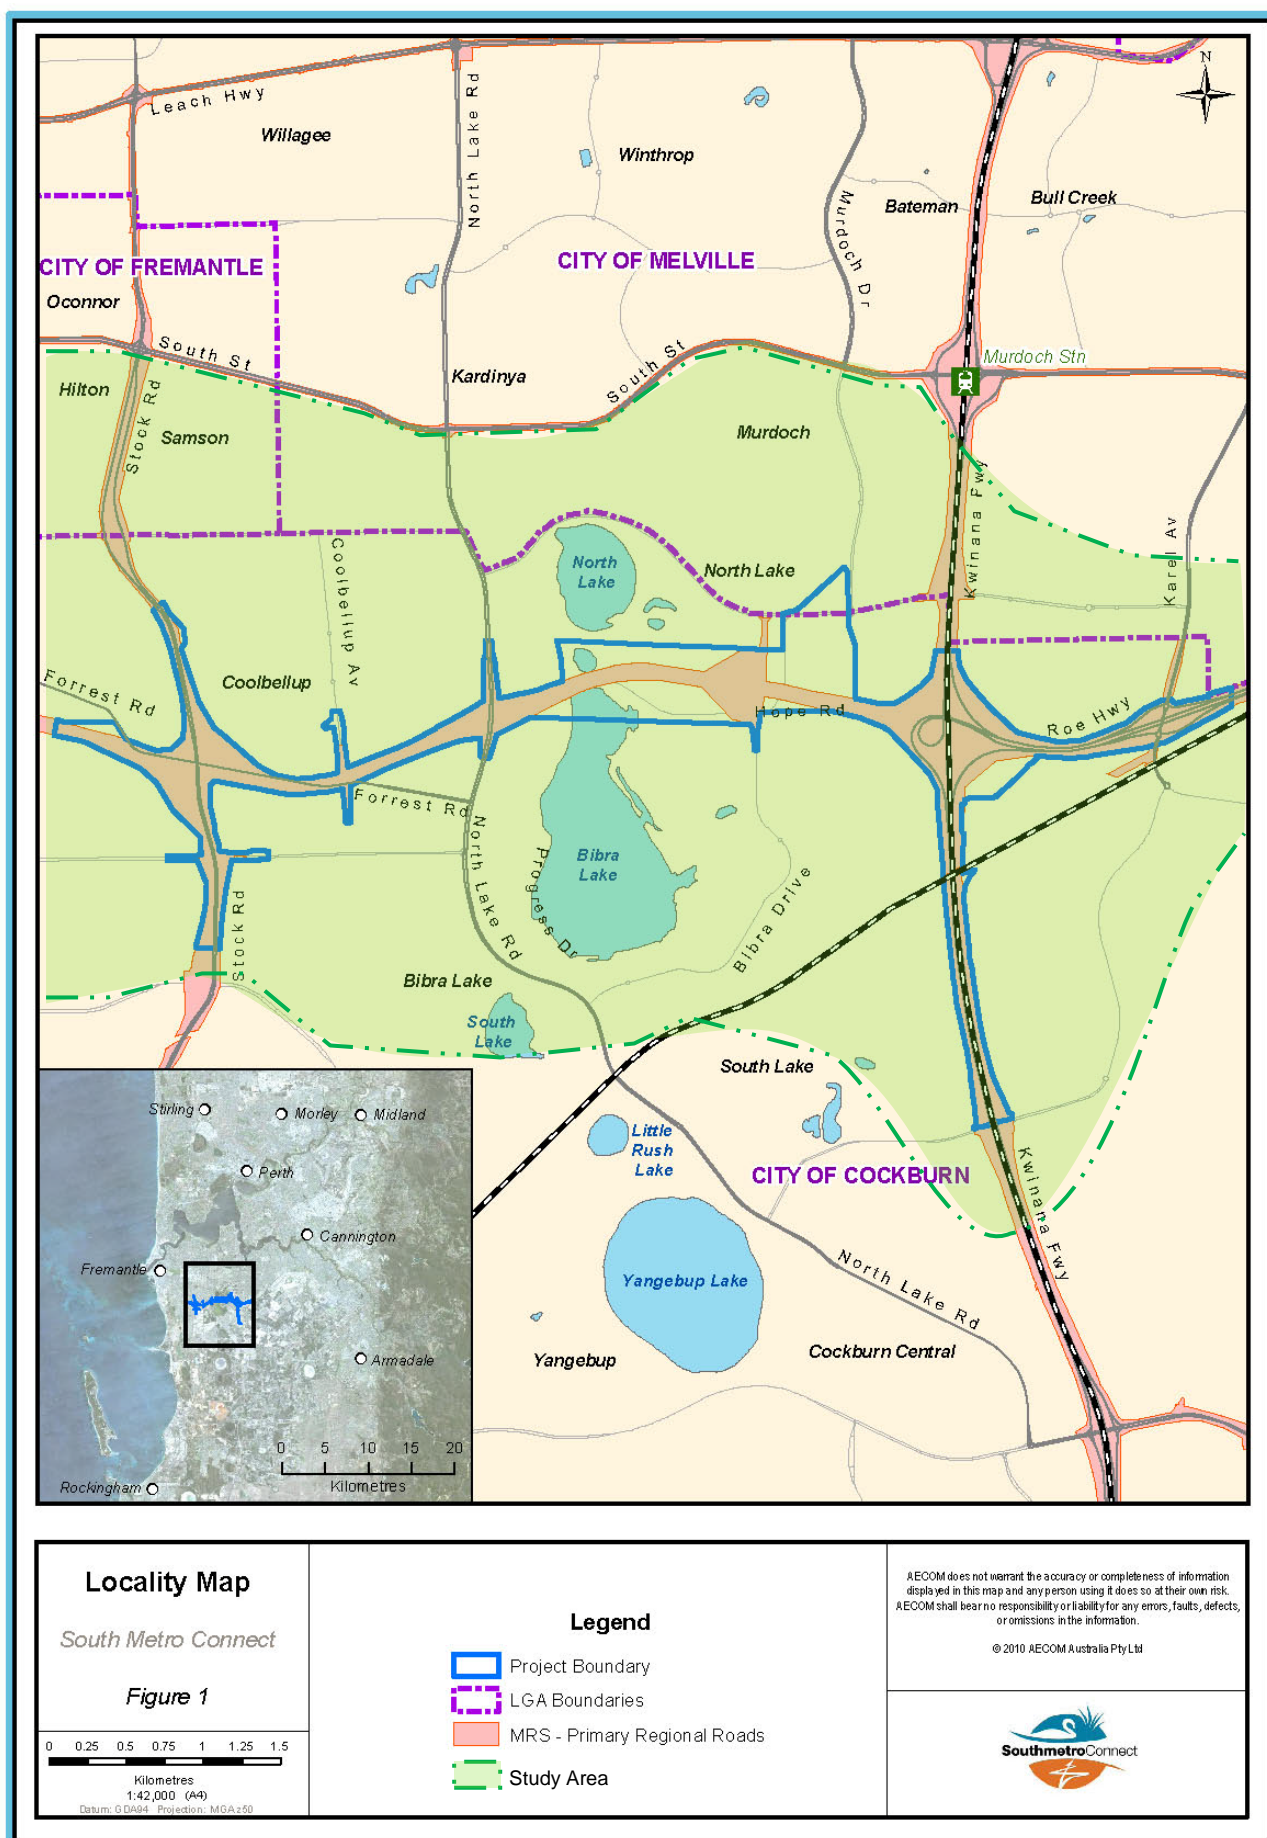 N
Leach Hwy
Willagee
North Lake Rd
Winthrop
Murdoch Dr
Bateman
Bull Creek
CITY OF FREMANTLE
CITY OF MELVILLE
Oconnor
South St
South St
Murdoch Stn
Hilton
Stock Rd
Samson
Kardinya
Murdoch
Kwinana Fwy
Karel Av
Coolbellup Av
North
Lake
North Lake
Forrest Rd
Coolbellup
Hope Rd
Roe Hwy
Forrest Rd
North Lake Rd
Progress Dr
Bibra
Lake
Bibra Drive
Stock Rd
Bibra Lake
South
Lake
South Lake
Little
Rush
Lake
CITY OF COCKBURN
Kwinana Fwy
Yangebup Lake
North Lake Rd
Yangebup
Cockburn Central
Stirling
Morley
Midland
Perth
Cannington
Fremantle
Armadale
0 5 10 15 20
Kilometres
Rockingham
Locality Map
South Metro Connect
Figure 1
0 0.25 0.5 0.75 1 1.25 1.5
Kilometres
1:42,000 (A4)
Datum: GDA94 Projection: MGAz50
Legend
Project Boundary
LGA Boundaries
MRS - Primary Regional Roads
Study Area
AECOM does not warrant the accuracy or completeness of information
displayed in this map and any person using it does so at their own risk.
AECOM shall bear no responsibility or liability for any errors, faults, defects,
or omissions in the information.
© 2010 AECOM Australia Pty Ltd
SouthmetroConnect